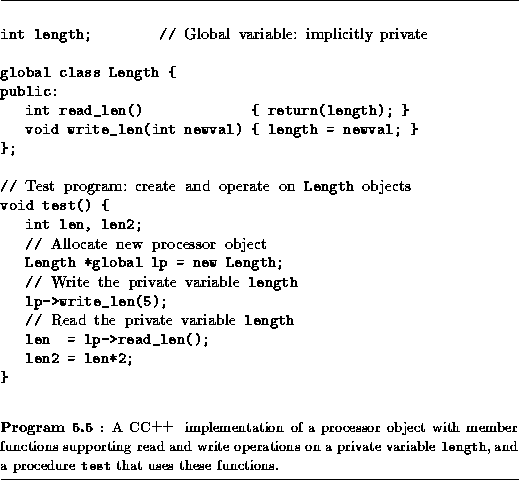 int length;        // Global variable: implicitly private
global class Length {
public:
   int read_len()             { return(length); }
   void write_len(int newval) { length = newval; }
};
// Test program: create and operate on Length objects
void test() {
   int len, len2;
   // Allocate new processor object
   Length *global lp = new Length;
   // Write the private variable length
   lp->write_len(5);
   // Read the private variable length
   len  = lp->read_len();
   len2 = len*2;
}
Program 5.5 : A CC++ implementation of a processor object with member
functions supporting read and write operations on a private variable length, and
a procedure test that uses these functions.